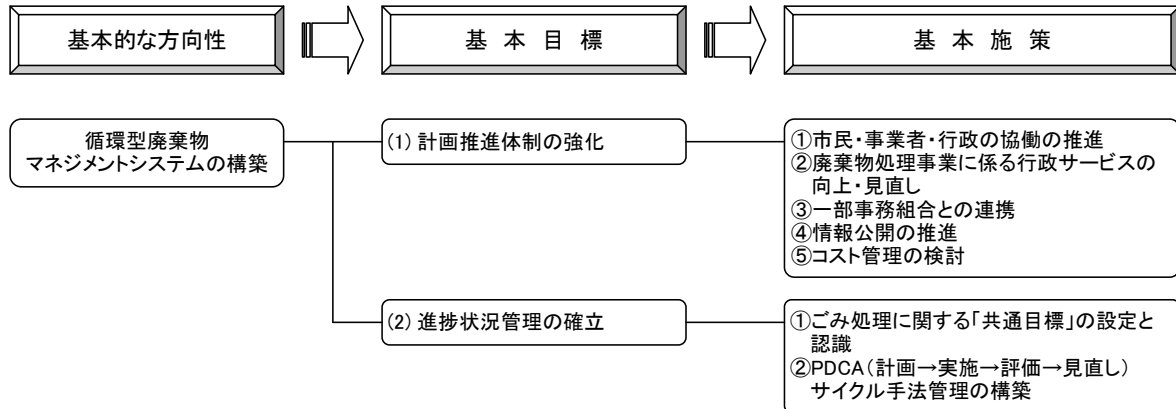 基本的な方向性
基本目標
基本施策
循環型廃棄物
マネジメントシステムの構築
(1) 計画推進体制の強化
①市民・事業者・行政の協働の推進
②廃棄物処理事業に係る行政サービスの
向上・見直し
③一部事務組合との連携
④情報公開の推進
⑤コスト管理の検討
(2) 進捗状況管理の確立
①ごみ処理に関する「共通目標」の設定と
認識
②PDCA（計画→実施→評価→見直し）
サイクル手法管理の構築